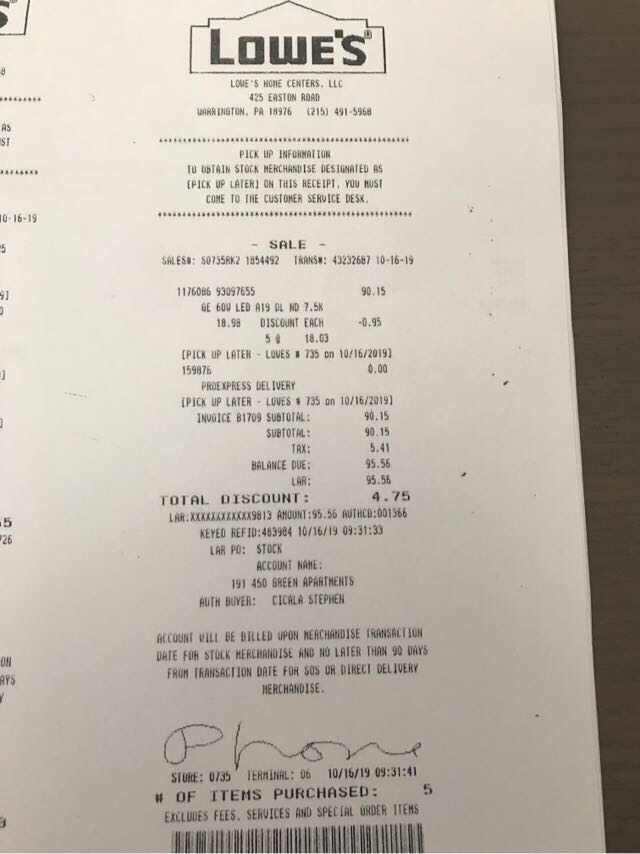 LOWE'S®
LOWE'S HOME CENTERS, LLC
425 EASTON ROAD
WARRINGTON, PA 18976 (215) 491-5968
PICK UP INFORMATION
TO OBTAIN STOCK MERCHANDISE DESIGNATED AS
[PICK UP LATER] ON THIS RECEIPT, YOU MUST
COME TO THE CUSTOMER SERVICE DESK.
- SALE -
SALES#: S0735RK2 1854492 TRANS#: 43232687 10-16-19
1176086 93097655 90.15
GE 60W LED A19 DL ND 7.5K
18.98 DISCOUNT EACH -0.95
5 @ 18.03
[PICK UP LATER - LOWES # 735 on 10/16/2019]
159876 0.00
PROEXPRESS DELIVERY
[PICK UP LATER - LOWES # 735 on 10/16/2019]
INVOICE 81709 SUBTOTAL: 90.15
SUBTOTAL: 90.15
TAX: 5.41
BALANCE DUE: 95.56
LAR: 95.56
TOTAL DISCOUNT: 4.75
LAR:XXXXXXXXXXXX9813 AMOUNT:95.56 AUTHCD:001366
KEYED REFID:483984 10/16/19 09:31:33
LAR PO: STOCK
ACCOUNT NAME:
191 450 GREEN APARTMENTS
AUTH BUYER: CICALA STEPHEN
ACCOUNT WILL BE BILLED UPON MERCHANDISE TRANSACTION
DATE FOR STOCK MERCHANDISE AND NO LATER THAN 90 DAYS
FROM TRANSACTION DATE FOR SOS OR DIRECT DELIVERY
MERCHANDISE.
Phone
STORE: 0735 TERMINAL: 06 10/16/19 09:31:41
# OF ITEMS PURCHASED: 5
EXCLUDES FEES, SERVICES AND SPECIAL ORDER ITEMS